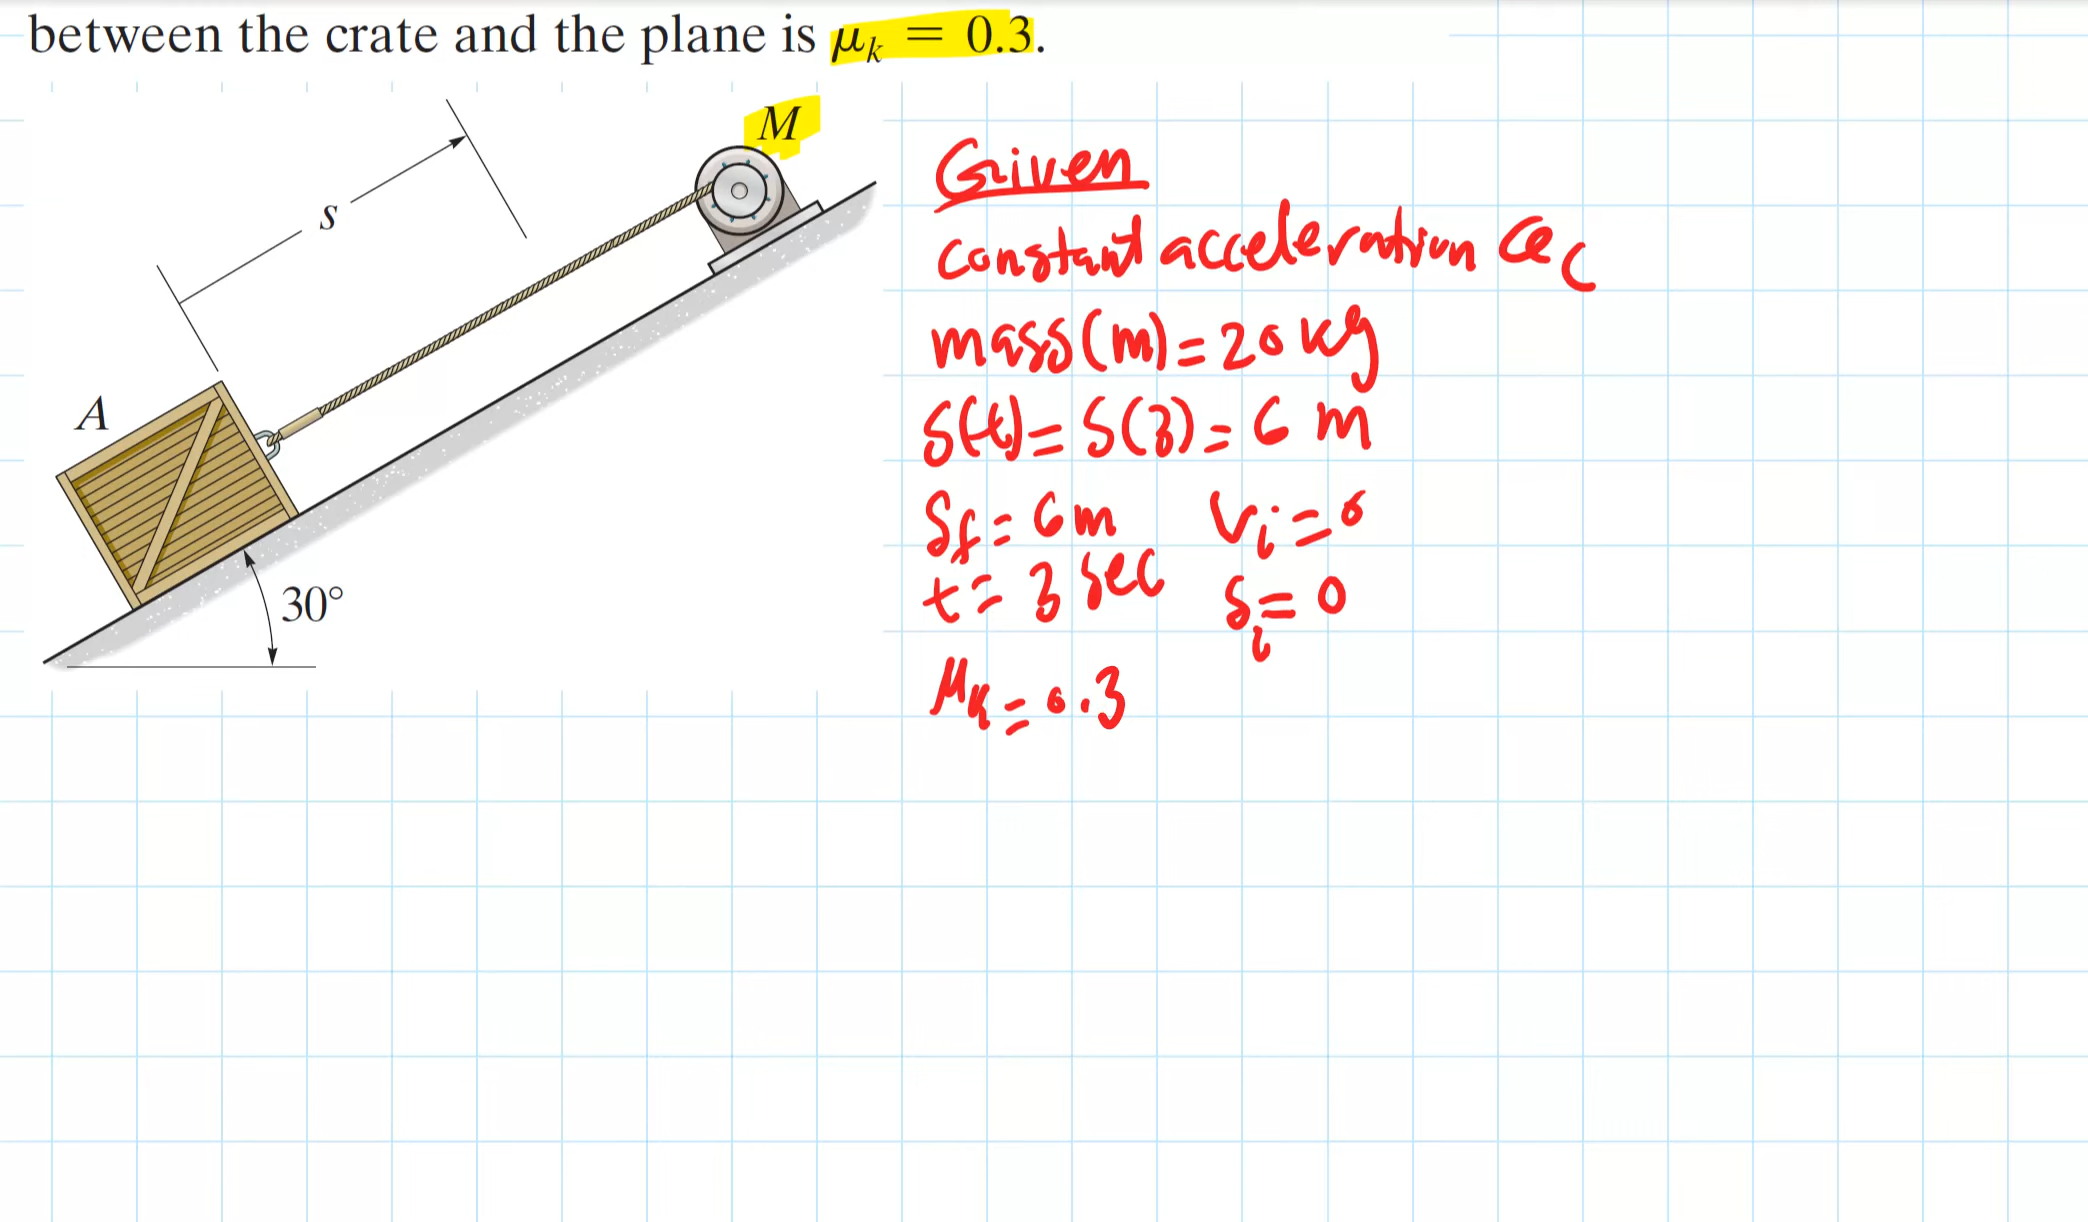 between the crate and the plane is μk = 0.3.
M
s
A
30°
Given
constant acceleration ac
mass(m)=20 kg
S(t)=S(3)=6 m
Sf=6m Vi=0
t=3 sec Si=0
μk=0.3